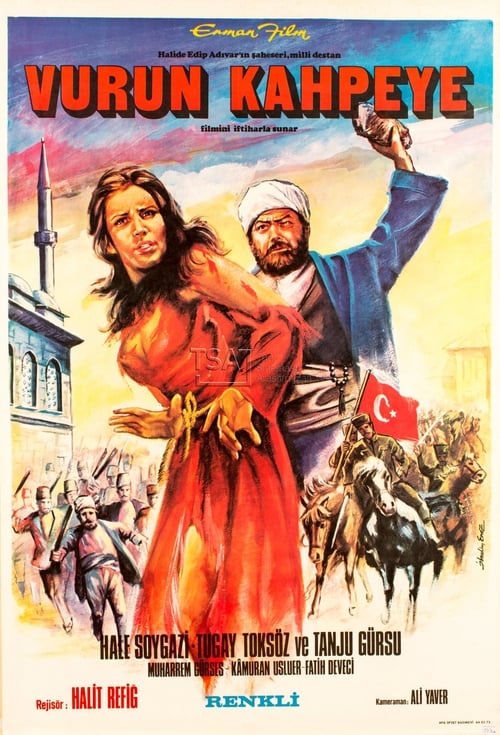 Erman Film
Halide Edip Adıvar'ın şaheseri, milli destan
VURUN KAHPEYE
filmini iftiharla sunar
TSA
HALE SOYGAZİ - TUGAY TOKSÖZ ve TANJU GÜRSU
MUHARREM GÜRSES - KÂMURAN USLUER - FATİH DEVECİ
Rejisör : HALİT REFİĞ
RENKLİ
Kameraman: ALİ YAVER